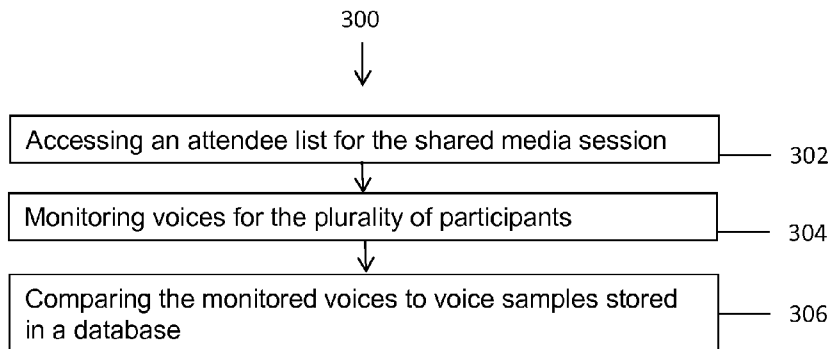 300
Accessing an attendee list for the shared media session
302
Monitoring voices for the plurality of participants
304
Comparing the monitored voices to voice samples stored
in a database
306